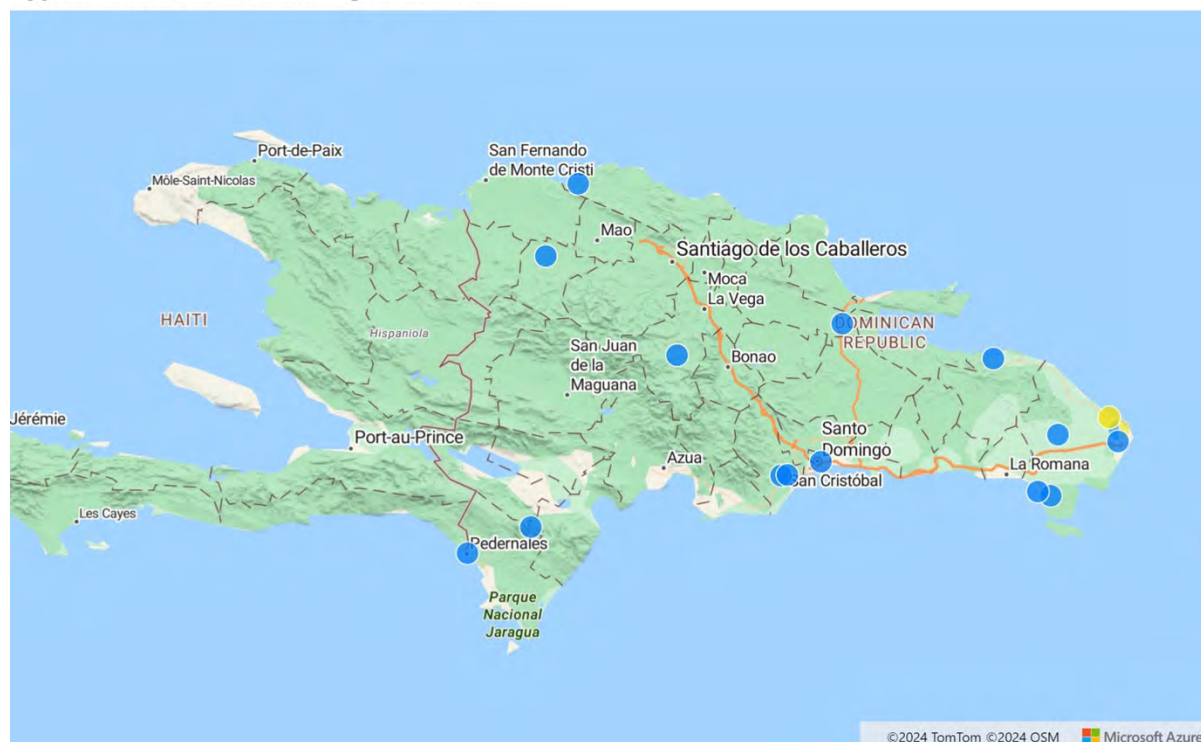 Port-de-Paix
San Fernando
de Monte Cristi
Môle-Saint-Nicolas
Mao
Santiago de los Caballeros
Moca
La Vega
HAITI
Hispaniola
DOMINICAN
REPUBLIC
San Juan
de la
Maguana
Bonao
Jérémie
Port-au-Prince
Azua
Santo
Domingo
La Romana
San Cristóbal
Les Cayes
Pedernales
Parque
Nacional
Jaragua
©2024 TomTom ©2024 OSM
Microsoft Azure